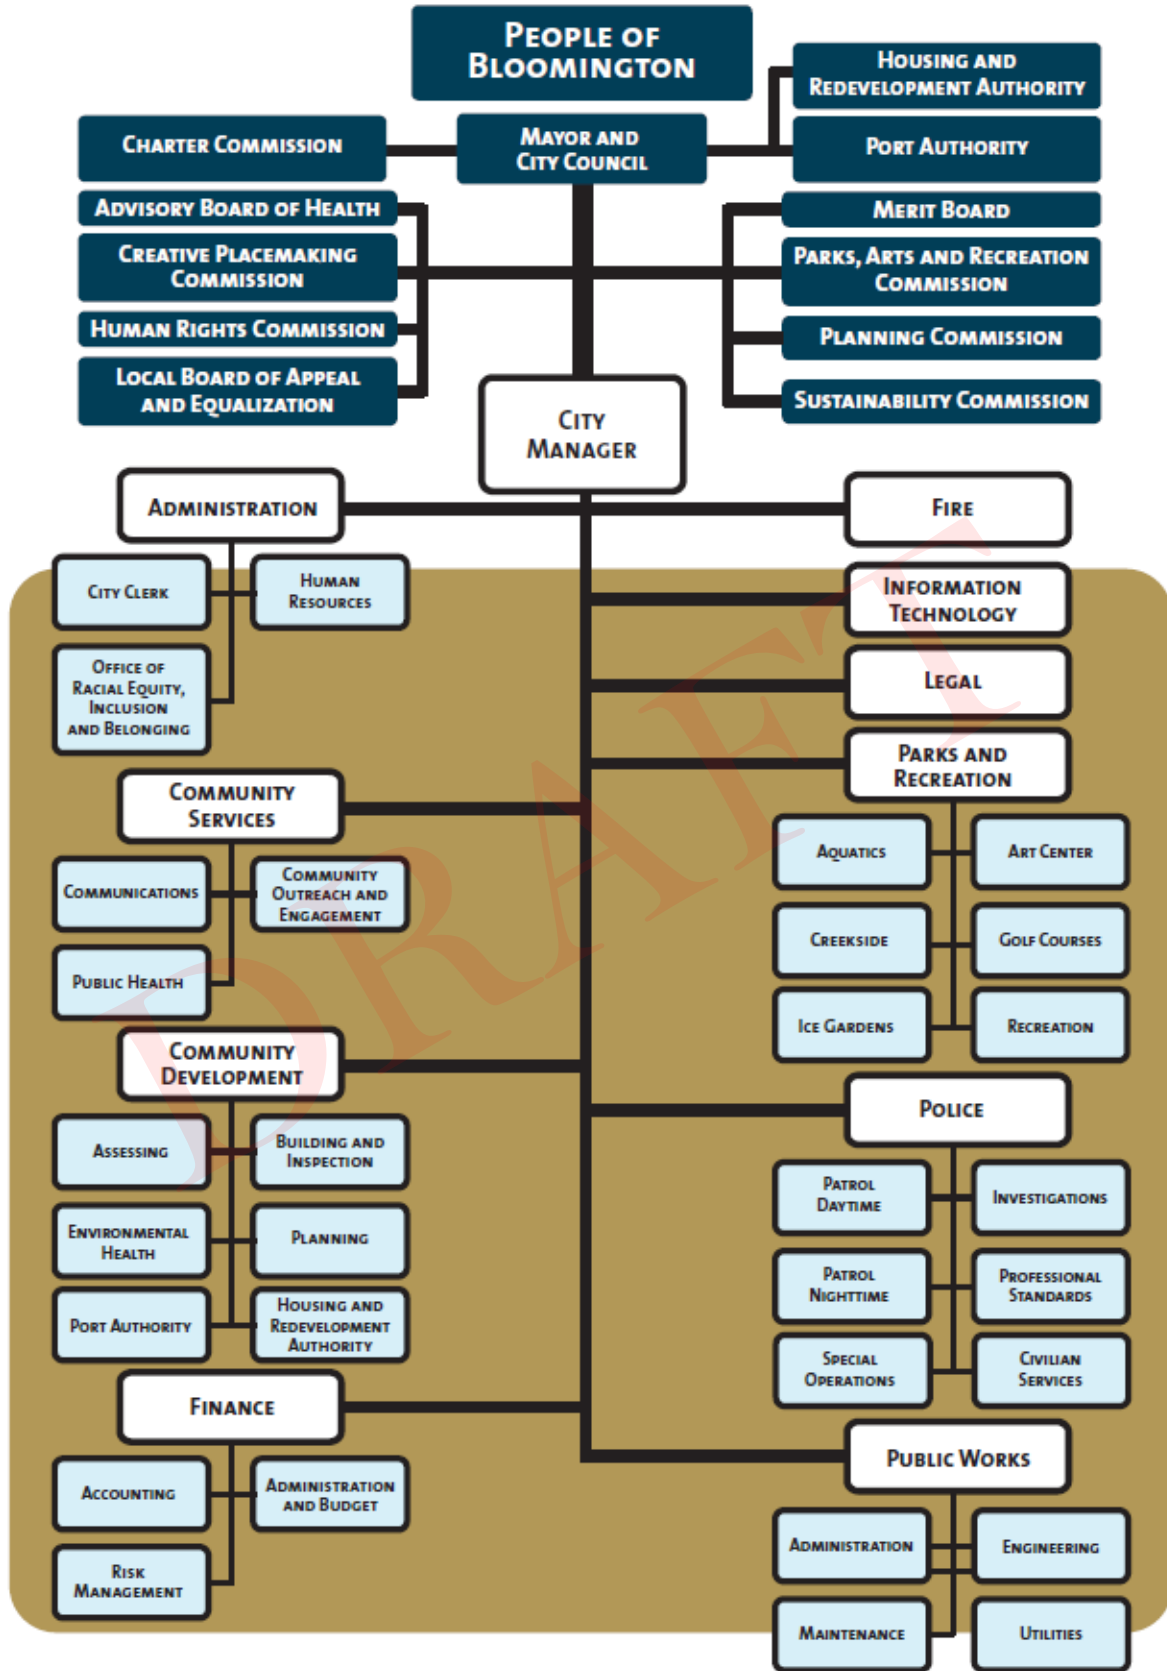 People of
Bloomington
Housing and
Redevelopment Authority
Charter Commission
Mayor and
City Council
Port Authority
Advisory Board of Health
Merit Board
Creative Placemaking
Commission
Parks, Arts and Recreation
Commission
Human Rights Commission
Planning Commission
Local Board of Appeal
and Equalization
Sustainability Commission
City
Manager
Administration
Fire
City Clerk
Human
Resources
Information
Technology
Office of
Racial Equity,
Inclusion
and Belonging
Legal
Community
Services
Parks and
Recreation
Communications
Community
Outreach and
Engagement
Aquatics
Art Center
Public Health
Creekside
Golf Courses
Ice Gardens
Recreation
Community
Development
Police
Assessing
Building and
Inspection
Patrol
Daytime
Investigations
Environmental
Health
Planning
Patrol
Nighttime
Professional
Standards
Port Authority
Housing and
Redevelopment
Authority
Special
Operations
Civilian
Services
Finance
Public Works
Accounting
Administration
and Budget
Administration
Engineering
Risk
Management
Maintenance
Utilities
DRAFT